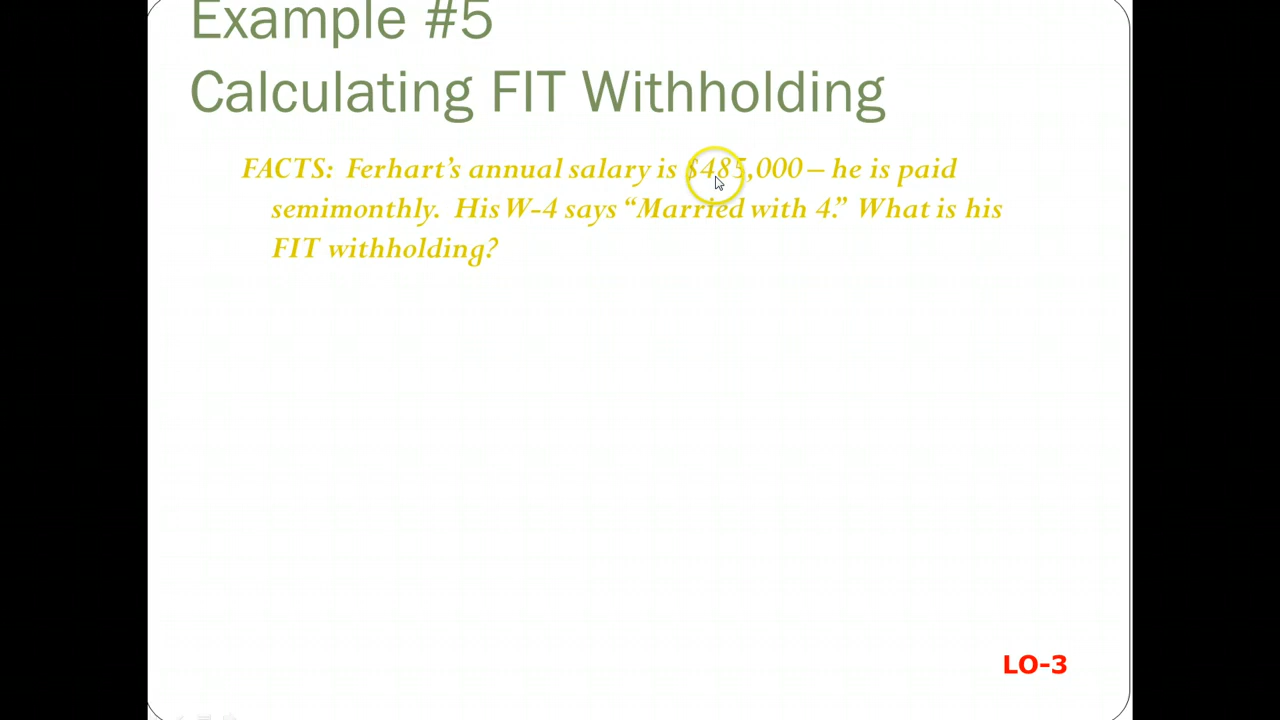 Example #5
Calculating FIT Withholding
FACTS: Ferhart's annual salary is $485,000 – he is paid
semimonthly. His W-4 says “Married with 4.” What is his
FIT withholding?
LO-3